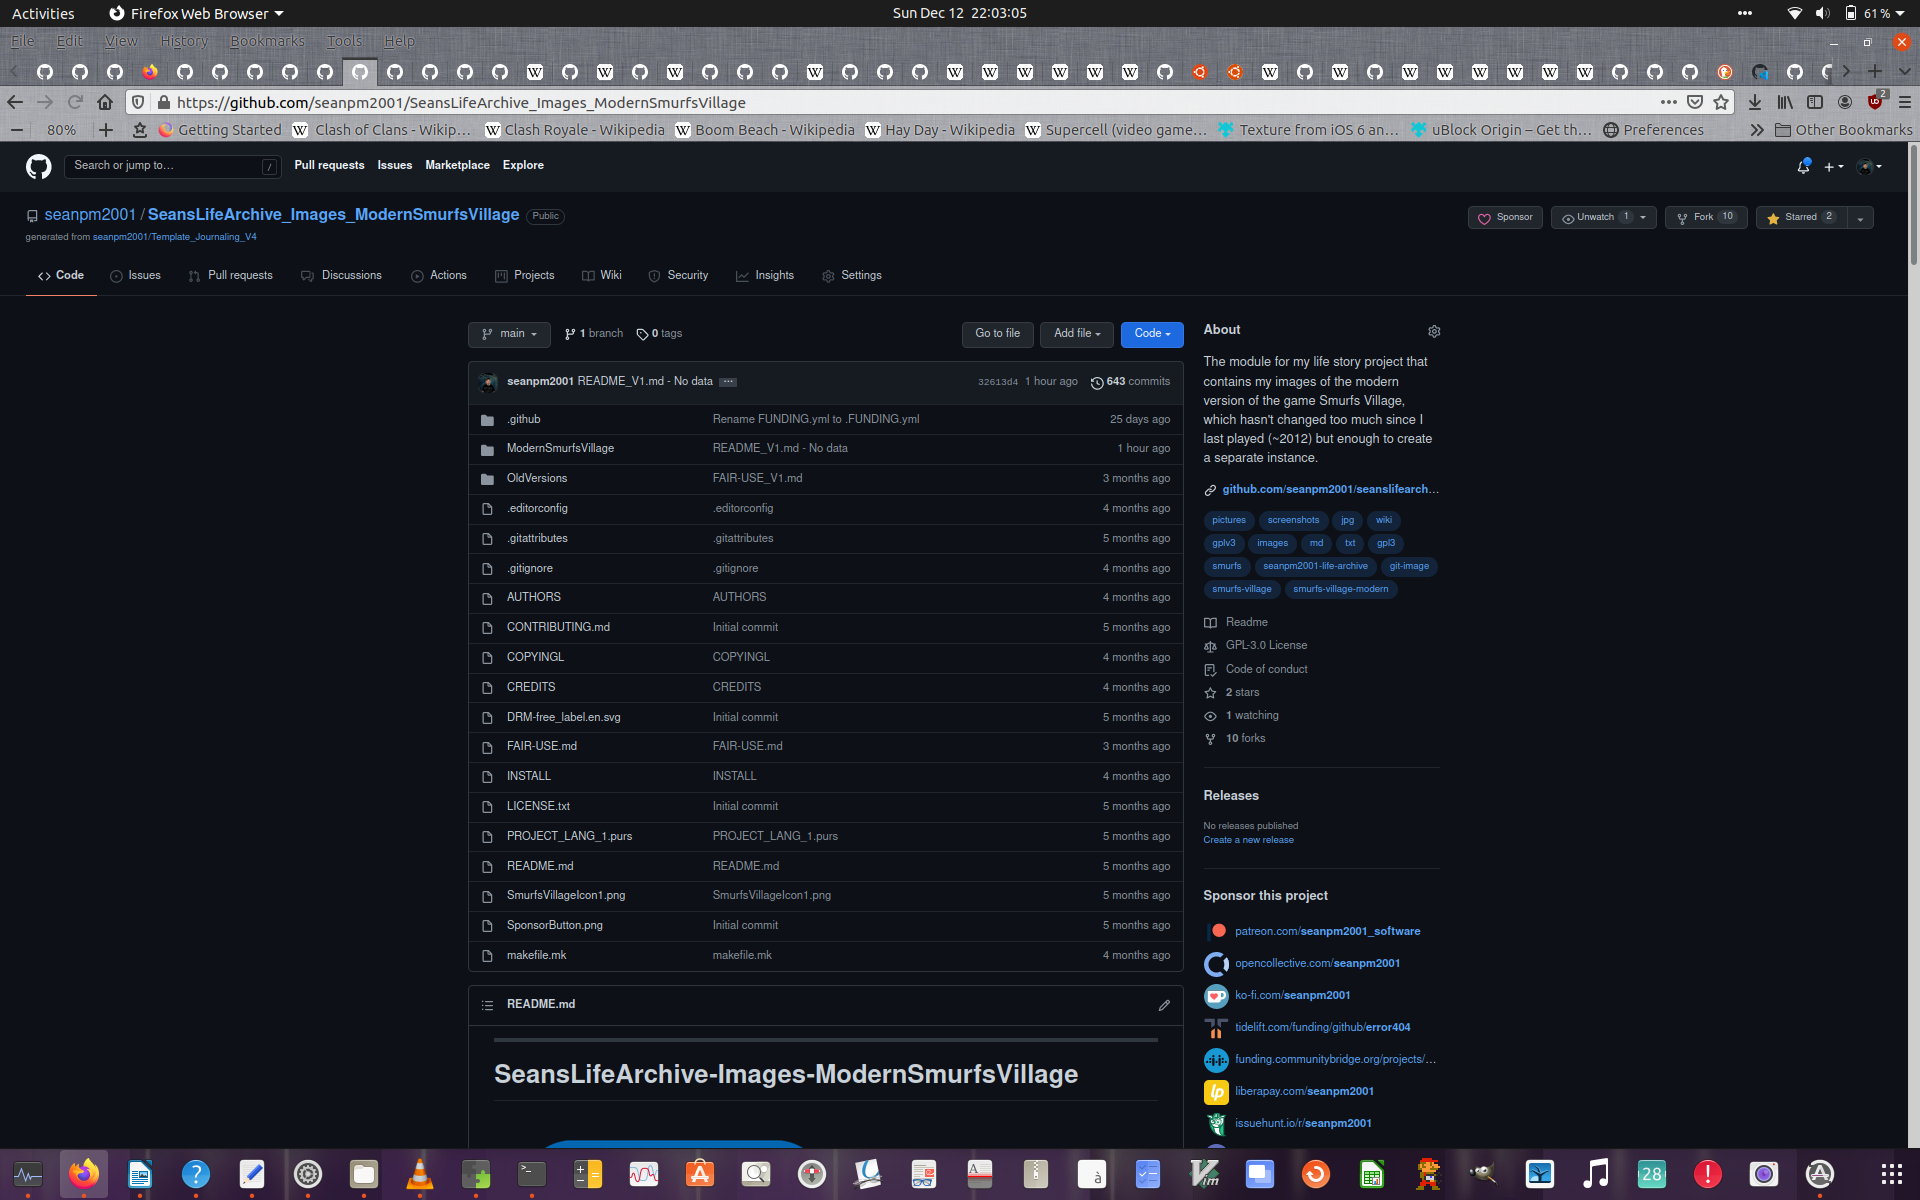 Activities Firefox Web Browser Sun Dec 12 22:03:05 61 %
File Edit View History Bookmarks Tools Help
https://github.com/seanpm2001/SeansLifeArchive_Images_ModernSmurfsVillage 2
80% Getting Started Clash of Clans - Wikip… Clash Royale - Wikipedia Boom Beach - Wikipedia Hay Day - Wikipedia Supercell (video game… Texture from iOS 6 an… uBlock Origin – Get th… Preferences Other Bookmarks
Search or jump to… / Pull requests Issues Marketplace Explore
seanpm2001 / SeansLifeArchive_Images_ModernSmurfsVillage Public
Sponsor Unwatch 1 Fork 10 Starred 2
generated from seanpm2001/Template_Journaling_V4
Code Issues Pull requests Discussions Actions Projects Wiki Security Insights Settings
main 1 branch 0 tags Go to file Add file Code
seanpm2001 README_V1.md - No data 32613d4 1 hour ago 643 commits
.github Rename FUNDING.yml to .FUNDING.yml 25 days ago
ModernSmurfsVillage README_V1.md - No data 1 hour ago
OldVersions FAIR-USE_V1.md 3 months ago
.editorconfig .editorconfig 4 months ago
.gitattributes .gitattributes 5 months ago
.gitignore .gitignore 4 months ago
AUTHORS AUTHORS 4 months ago
CONTRIBUTING.md Initial commit 5 months ago
COPYINGL COPYINGL 4 months ago
CREDITS CREDITS 4 months ago
DRM-free_label.en.svg Initial commit 5 months ago
FAIR-USE.md FAIR-USE.md 3 months ago
INSTALL INSTALL 4 months ago
LICENSE.txt Initial commit 5 months ago
PROJECT_LANG_1.purs PROJECT_LANG_1.purs 5 months ago
README.md README.md 5 months ago
SmurfsVillageIcon1.png SmurfsVillageIcon1.png 5 months ago
SponsorButton.png Initial commit 5 months ago
makefile.mk makefile.mk 4 months ago
README.md
SeansLifeArchive-Images-ModernSmurfsVillage
About
The module for my life story project that
contains my images of the modern
version of the game Smurfs Village,
which hasn't changed too much since I
last played (~2012) but enough to create
a separate instance.
github.com/seanpm2001/seanslifearch…
pictures screenshots jpg wiki
gplv3 images md txt gpl3
smurfs seanpm2001-life-archive git-image
smurfs-village smurfs-village-modern
Readme
GPL-3.0 License
Code of conduct
2 stars
1 watching
10 forks
Releases
No releases published
Create a new release
Sponsor this project
patreon.com/seanpm2001_software
opencollective.com/seanpm2001
ko-fi.com/seanpm2001
tidelift.com/funding/github/error404
funding.communitybridge.org/projects/…
liberapay.com/seanpm2001
issuehunt.io/r/seanpm2001
28